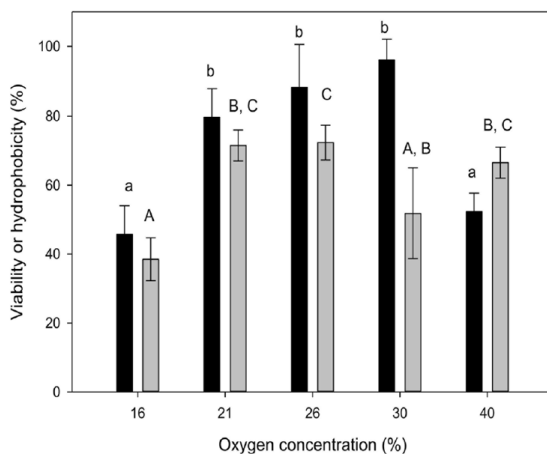 Viability or hydrophobicity (%)
100
80
60
40
20
0
a
A
b
B, C
b
C
b
A, B
a
B, C
16
21
26
30
40
Oxygen concentration (%)